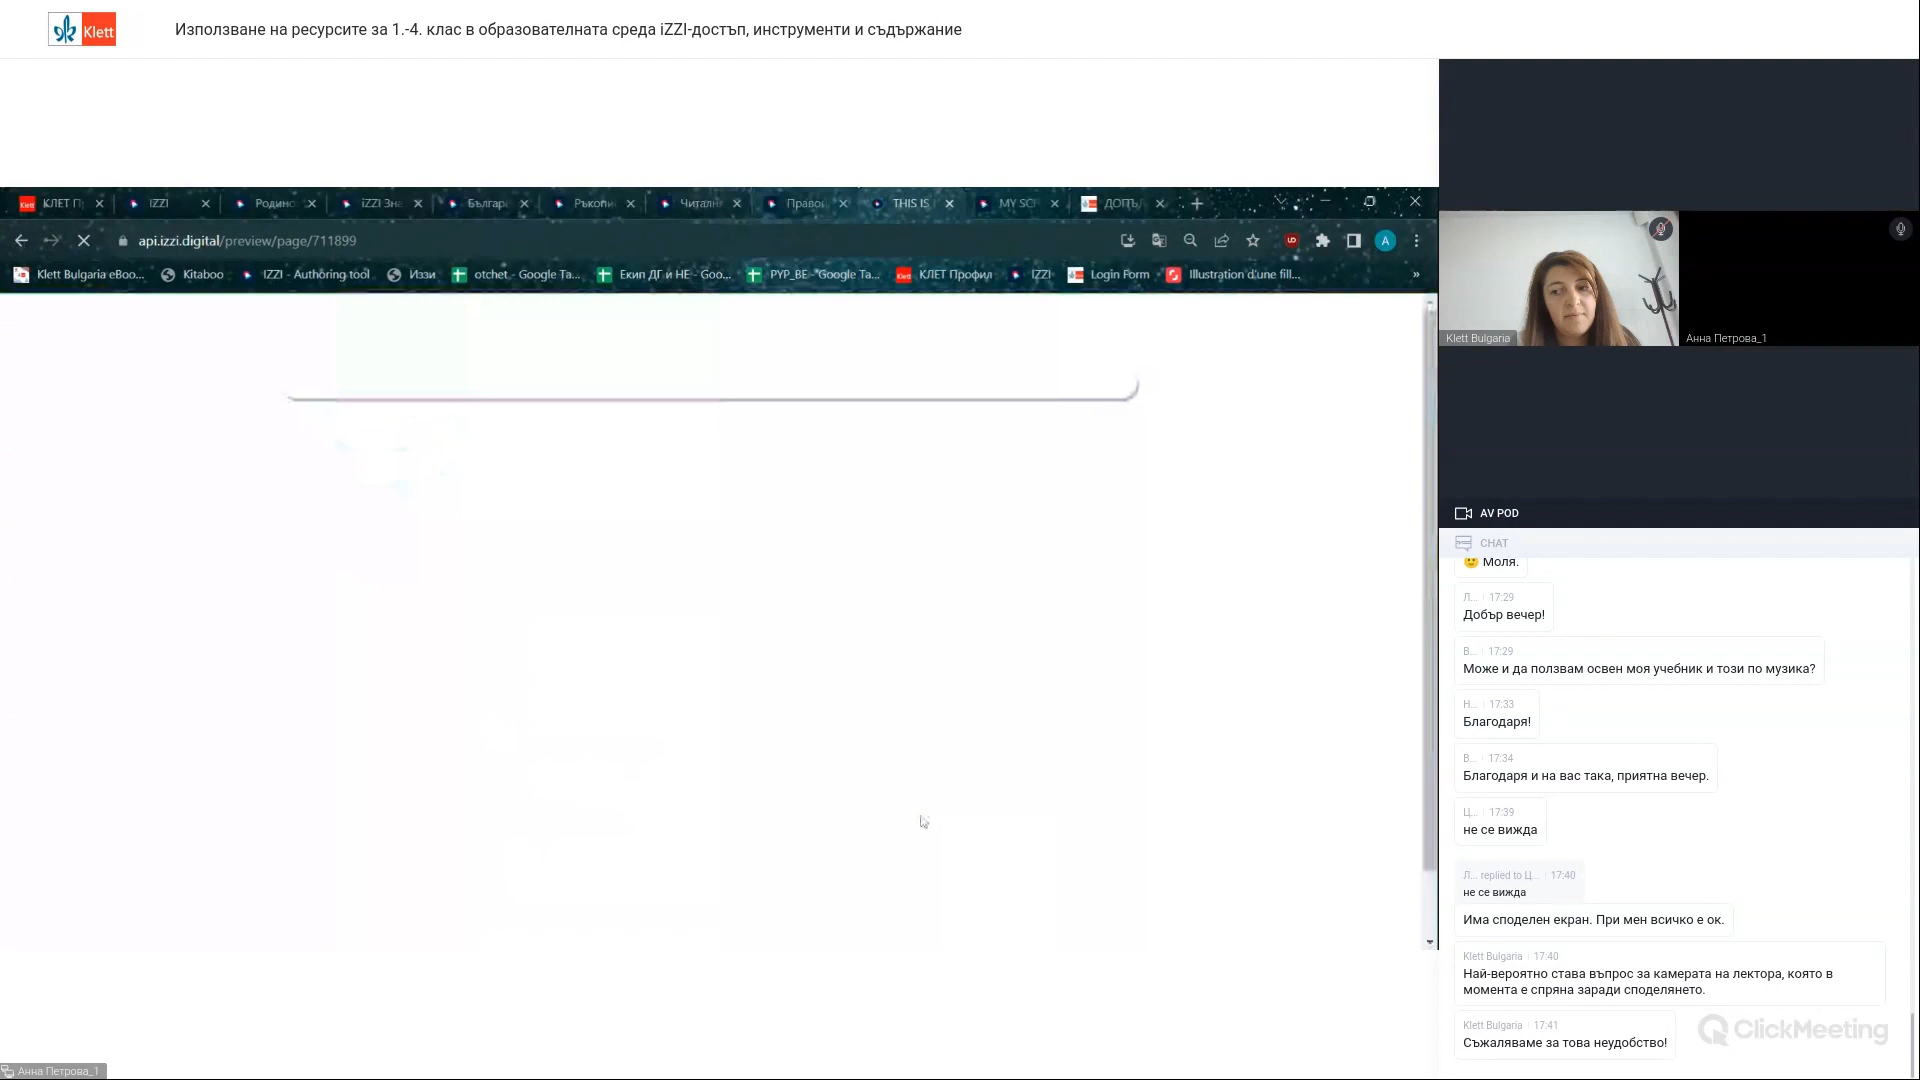 Klett
Използване на ресурсите за 1.-4. клас в образователната среда iZZI-достъп, инструменти и съдържание
КЛЕТ П
IZZI
Родино
iZZI Зна
Българ
Ръкопи
Читалн
Право
THIS IS
MY SCI
ДОПЪ
api.izzi.digital/preview/page/711899
A
Klett Bulgaria eBoo...
Kitaboo
IZZI - Authoring tool
Иззи
otchet - Google Ta...
Екип ДГ и НЕ - Goo...
PYP_BE - Google Ta...
КЛЕТ Профил
IZZI
Login Form
Illustration d'une fill...
»
Klett Bulgaria
Анна Петрова_1
AV POD
CHAT
Моля.
Л... 17:29
Добър вечер!
В... 17:29
Може и да ползвам освен моя учебник и този по музика?
Н... 17:33
Благодаря!
В... 17:34
Благодаря и на вас така, приятна вечер.
Ц... 17:39
не се вижда
Л... replied to Ц... 17:40
не се вижда
Има споделен екран. При мен всичко е ок.
Klett Bulgaria 17:40
Най-вероятно става въпрос за камерата на лектора, която в
момента е спряна заради споделянето.
Klett Bulgaria 17:41
Съжаляваме за това неудобство!
ClickMeeting
Анна Петрова_1